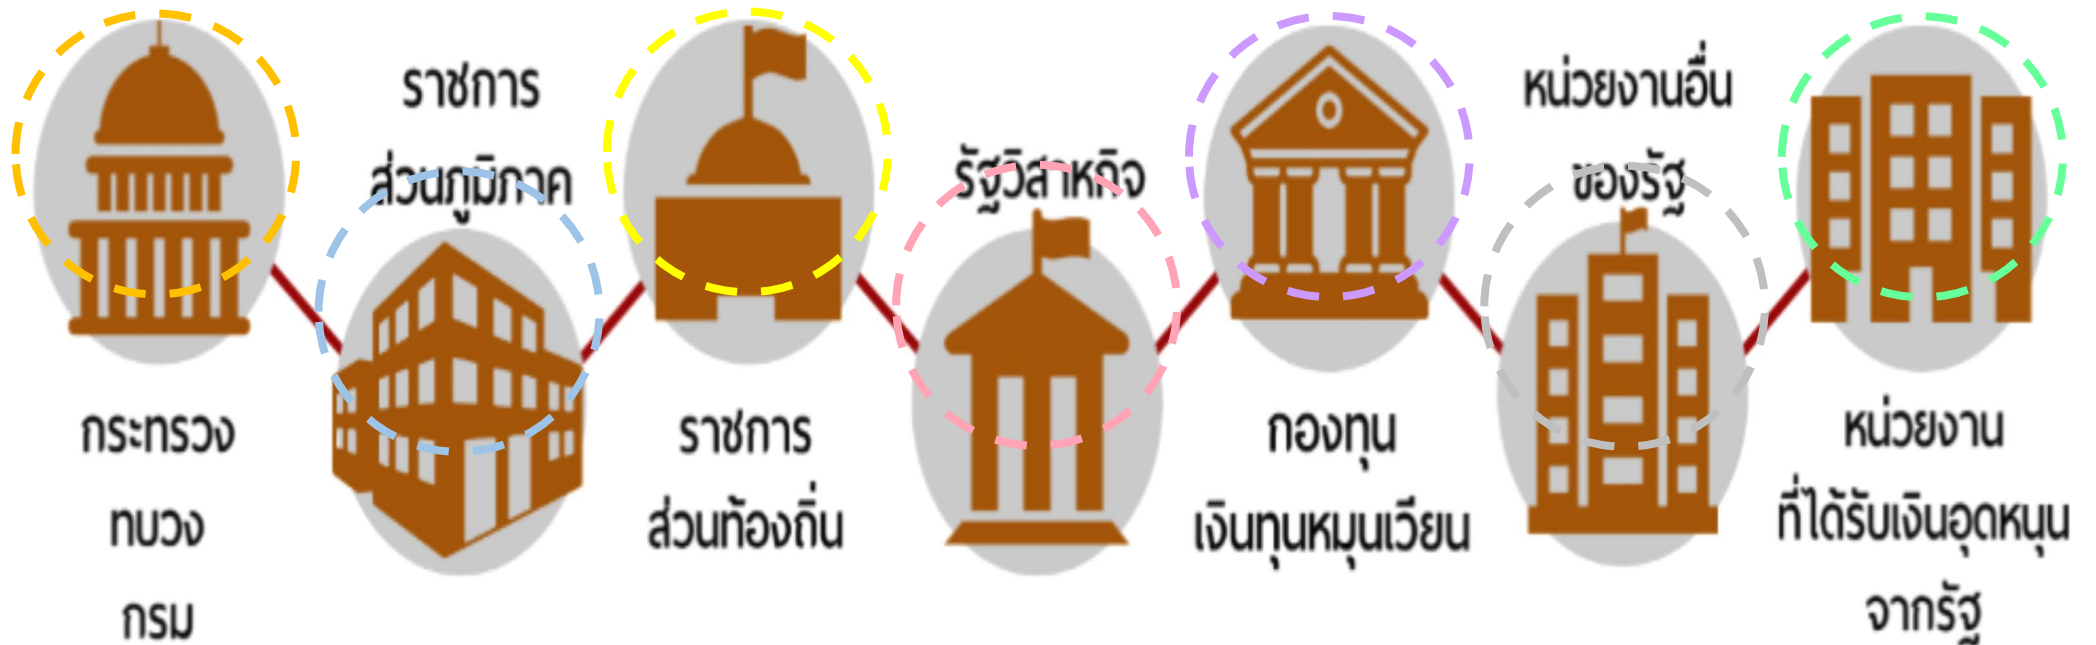 กระทรวง
ทบวง
กรม
ราชการ
ส่วนภูมิภาค
ราชการ
ส่วนท้องถิ่น
รัฐวิสาหกิจ
กองทุน
เงินทุนหมุนเวียน
หน่วยงานอื่น
ของรัฐ
หน่วยงาน
ที่ได้รับเงินอุดหนุน
จากรัฐ